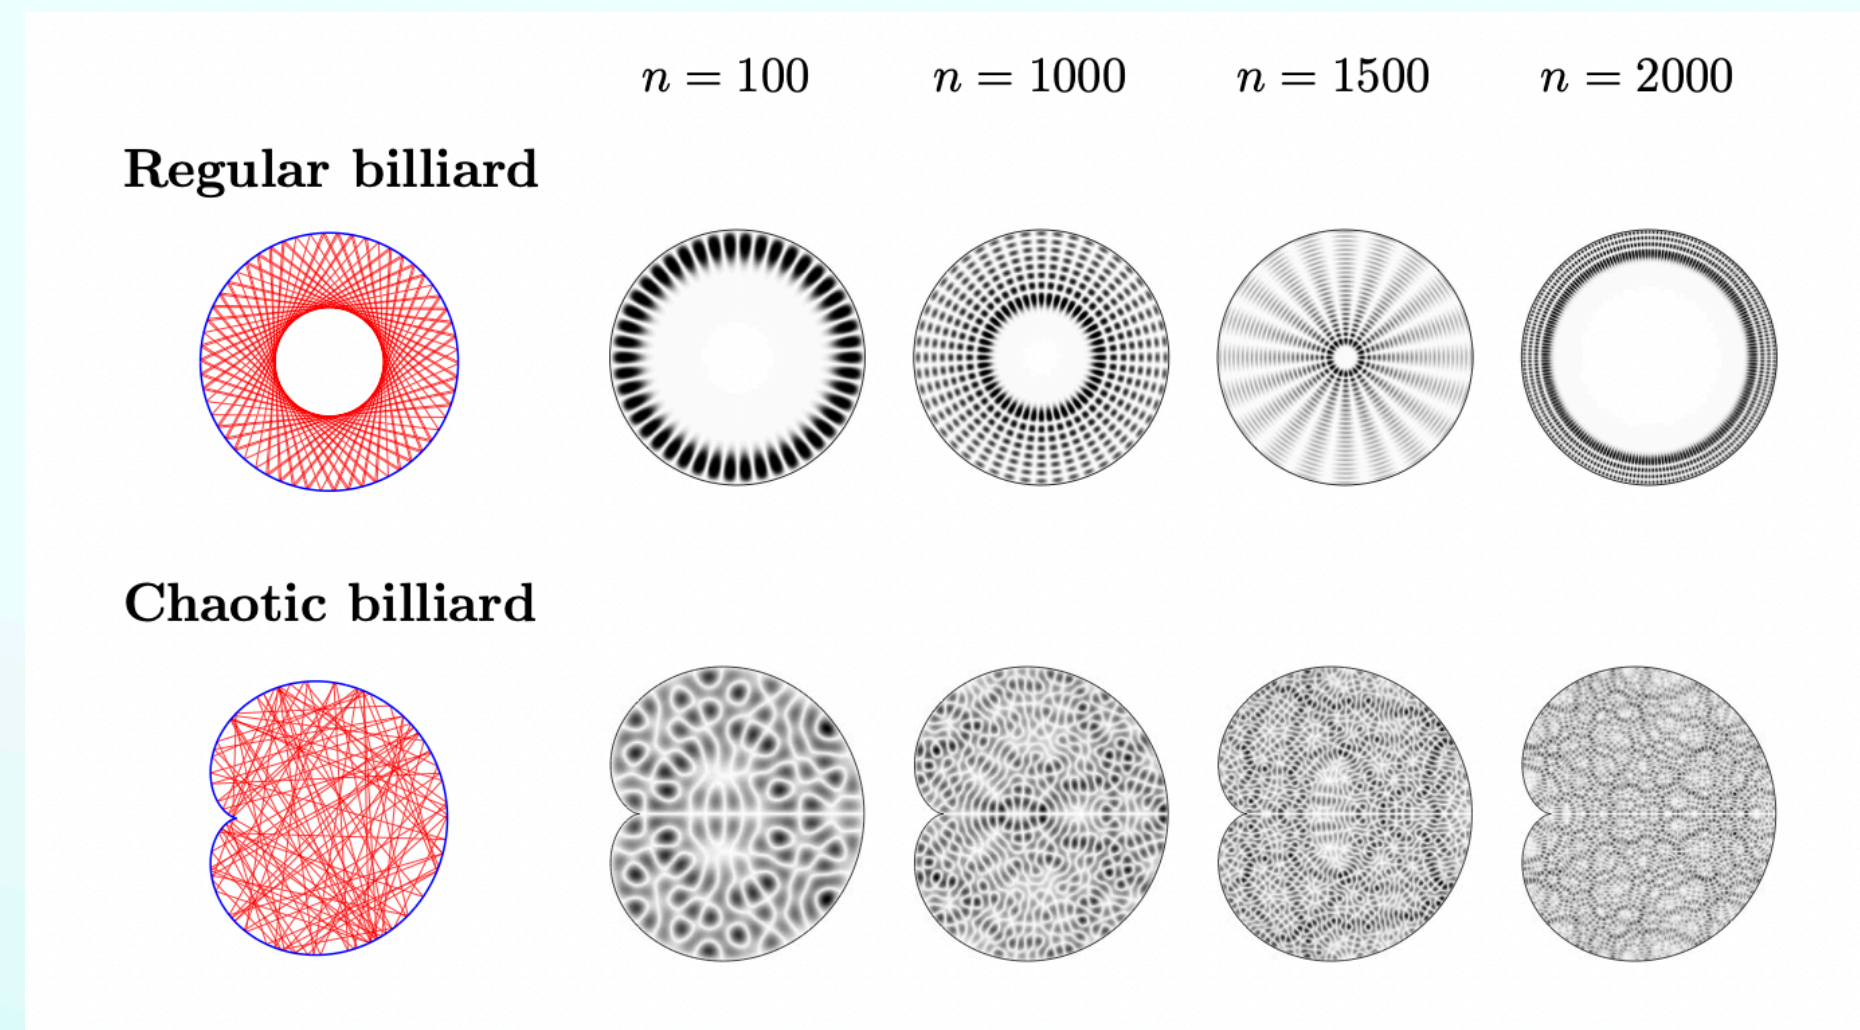 n = 100 n = 1000 n = 1500 n = 2000
Regular billiard
Chaotic billiard